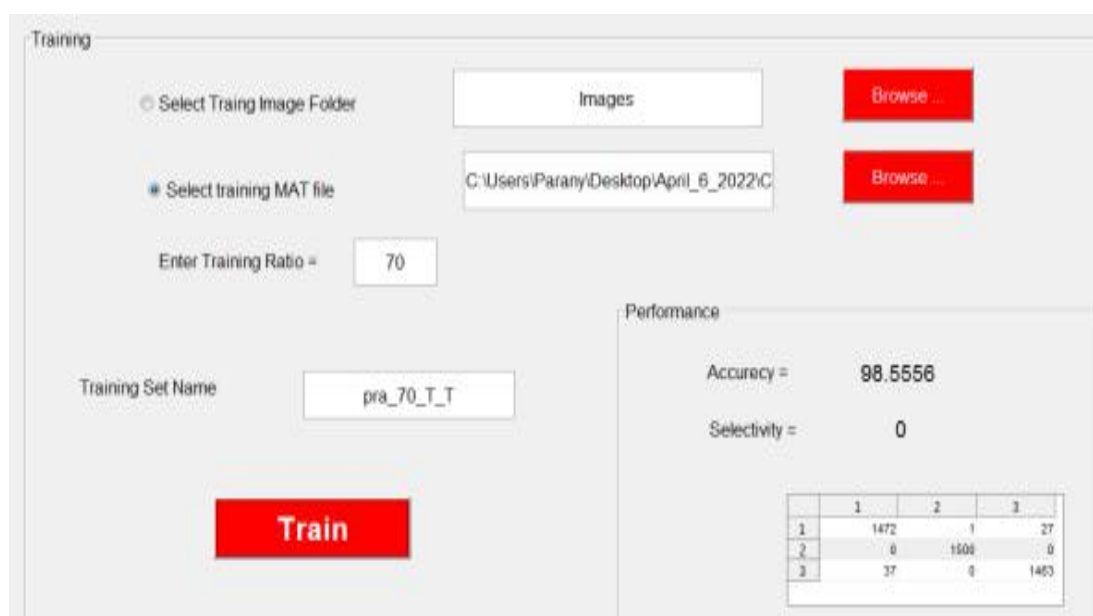 Training
Select Traing Image Folder
Images
Browse ...
Select training MAT file
C:\Users\Parany\Desktop\April_6_2022\C
Browse ...
Enter Training Ratio =
70
Performance
Accurecy =
98.5556
Training Set Name
pra_70_T_T
Selectivity =
0
Train
1 2 3
1 1472 1 27
2 0 1500 0
3 37 0 1463